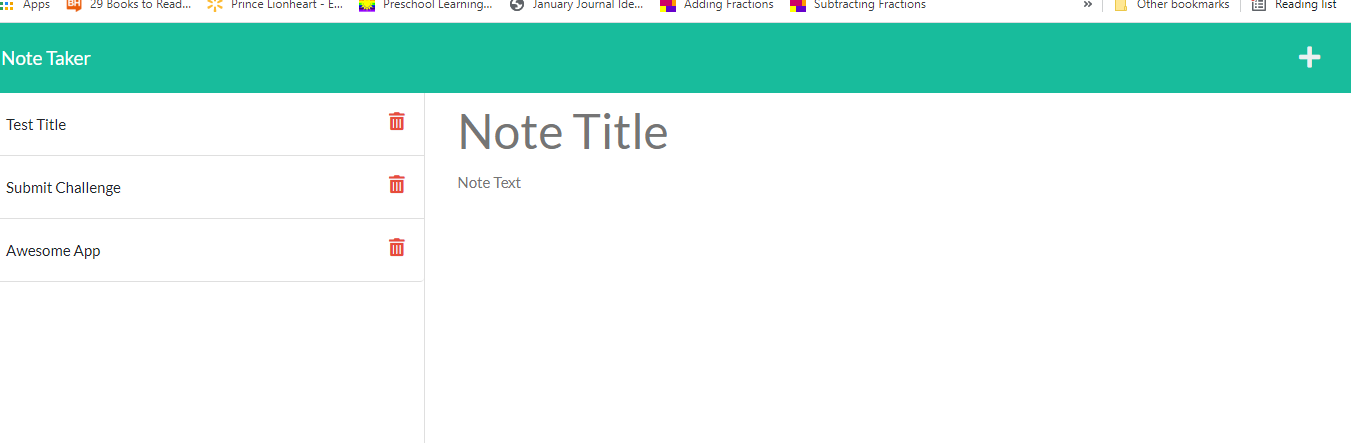 Apps BH 29 Books to Read... Prince Lionheart - E... Preschool Learning... January Journal Ide... Adding Fractions Subtracting Fractions » Other bookmarks Reading list
Note Taker
Test Title
Submit Challenge
Awesome App
Note Title
Note Text